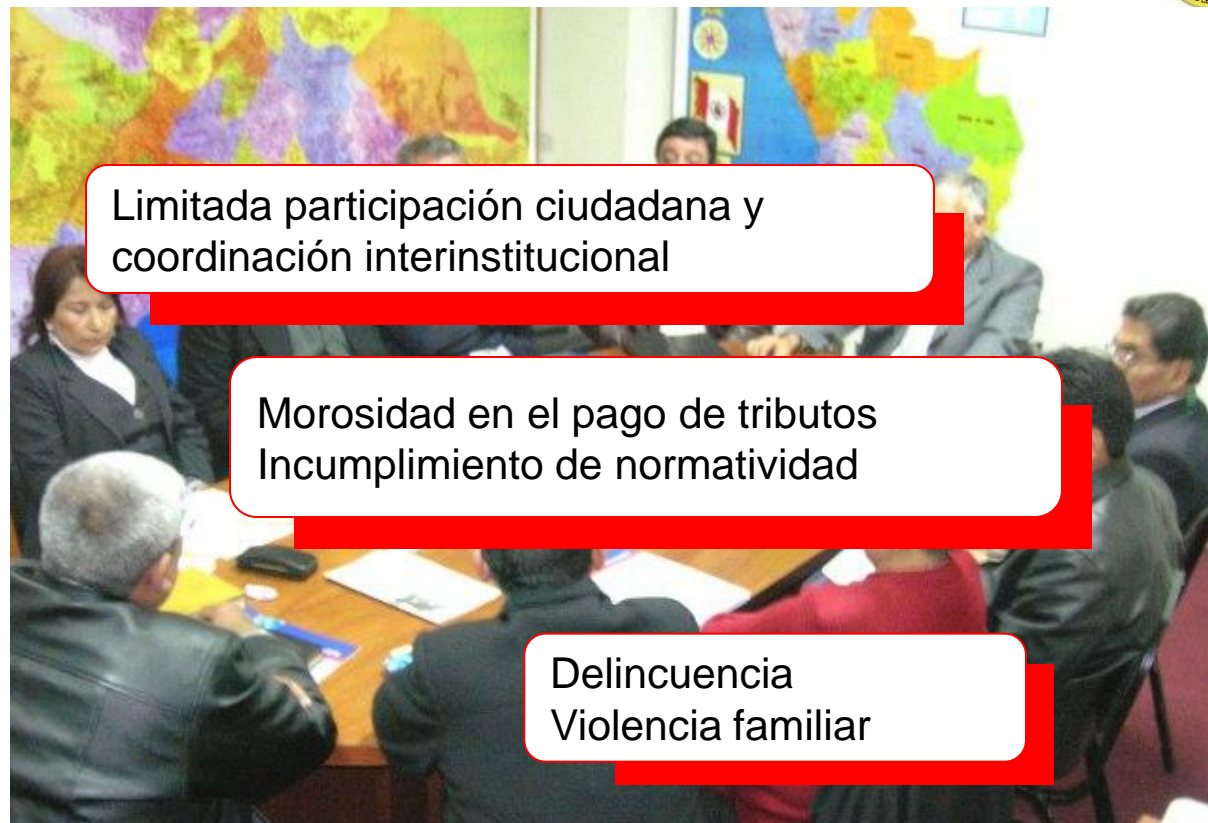 Limitada participación ciudadana y
coordinación interinstitucional
Morosidad en el pago de tributos
Incumplimiento de normatividad
Delincuencia
Violencia familiar